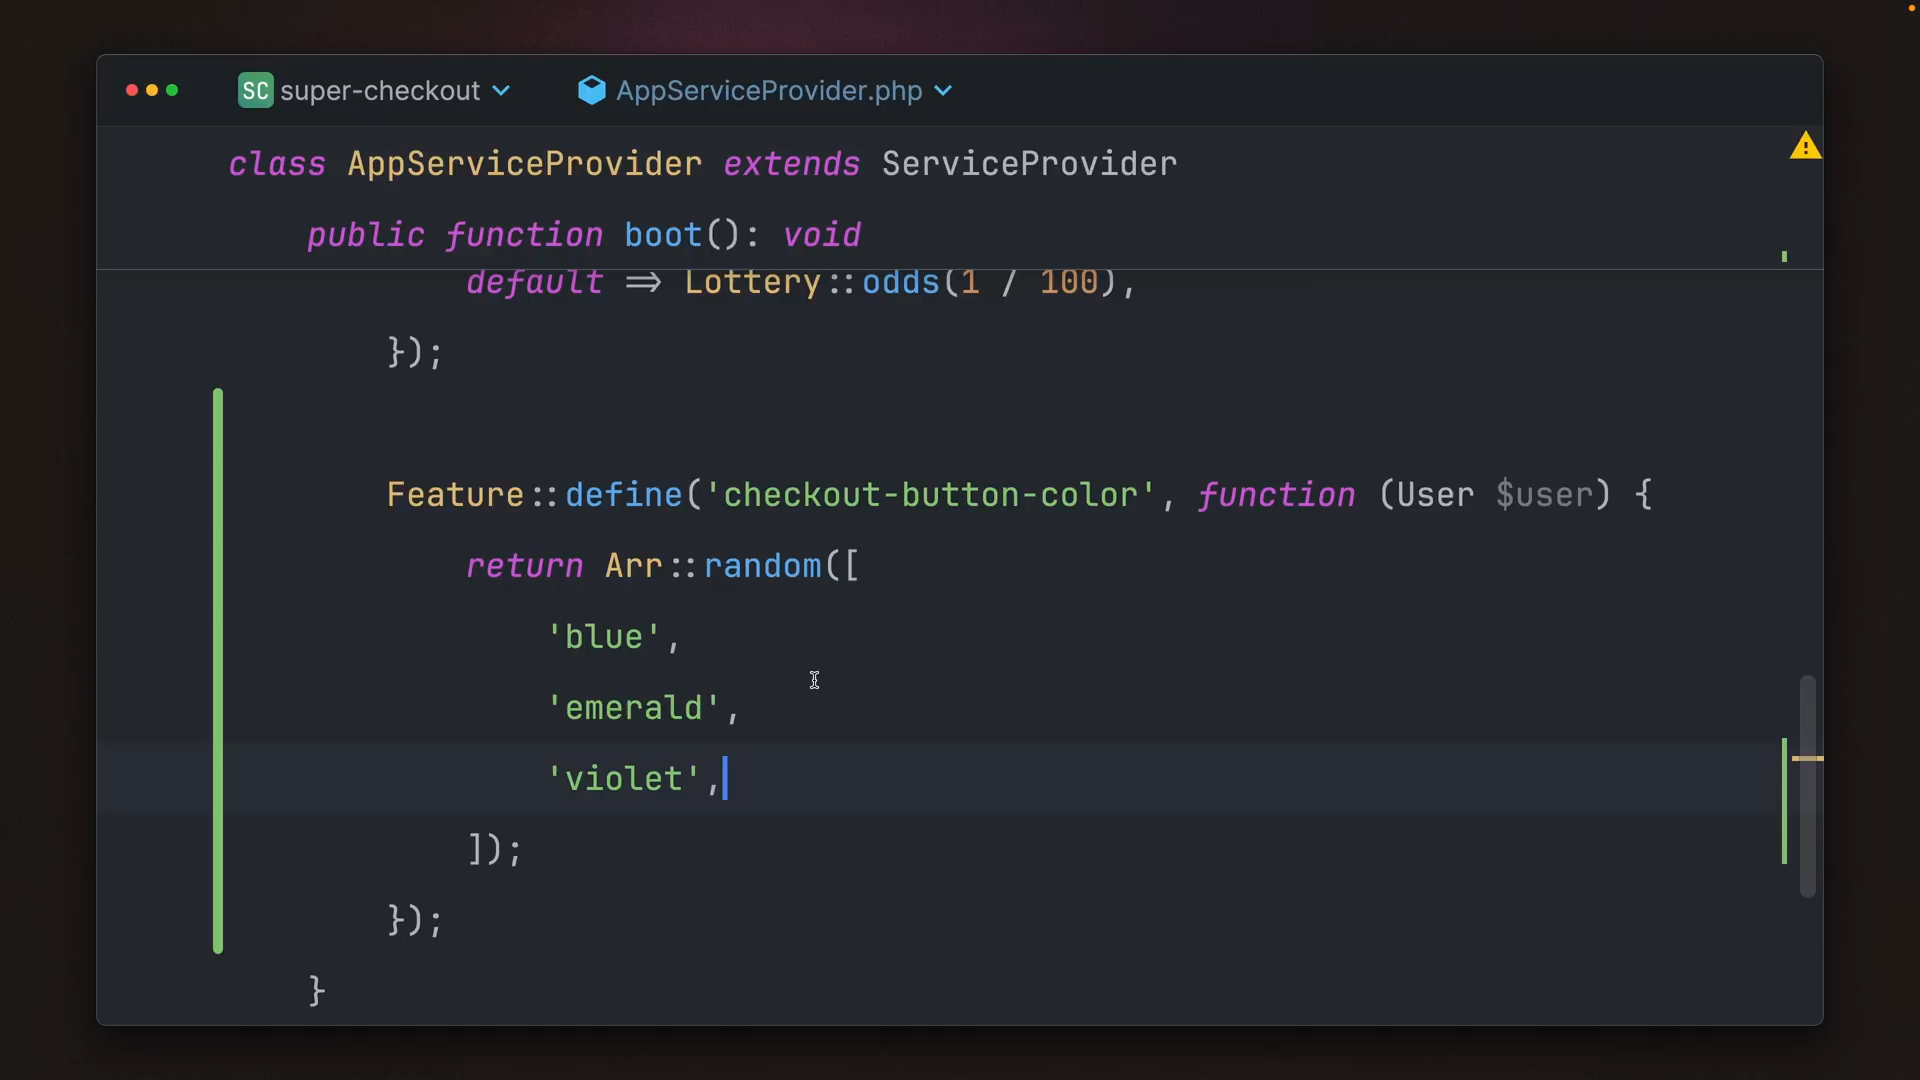 SC super-checkout AppServiceProvider.php
class AppServiceProvider extends ServiceProvider
public function boot(): void
default => Lottery::odds(1 / 100),
});
Feature::define('checkout-button-color', function (User $user) {
return Arr::random([
'blue',
'emerald',
'violet',
]);
});
}